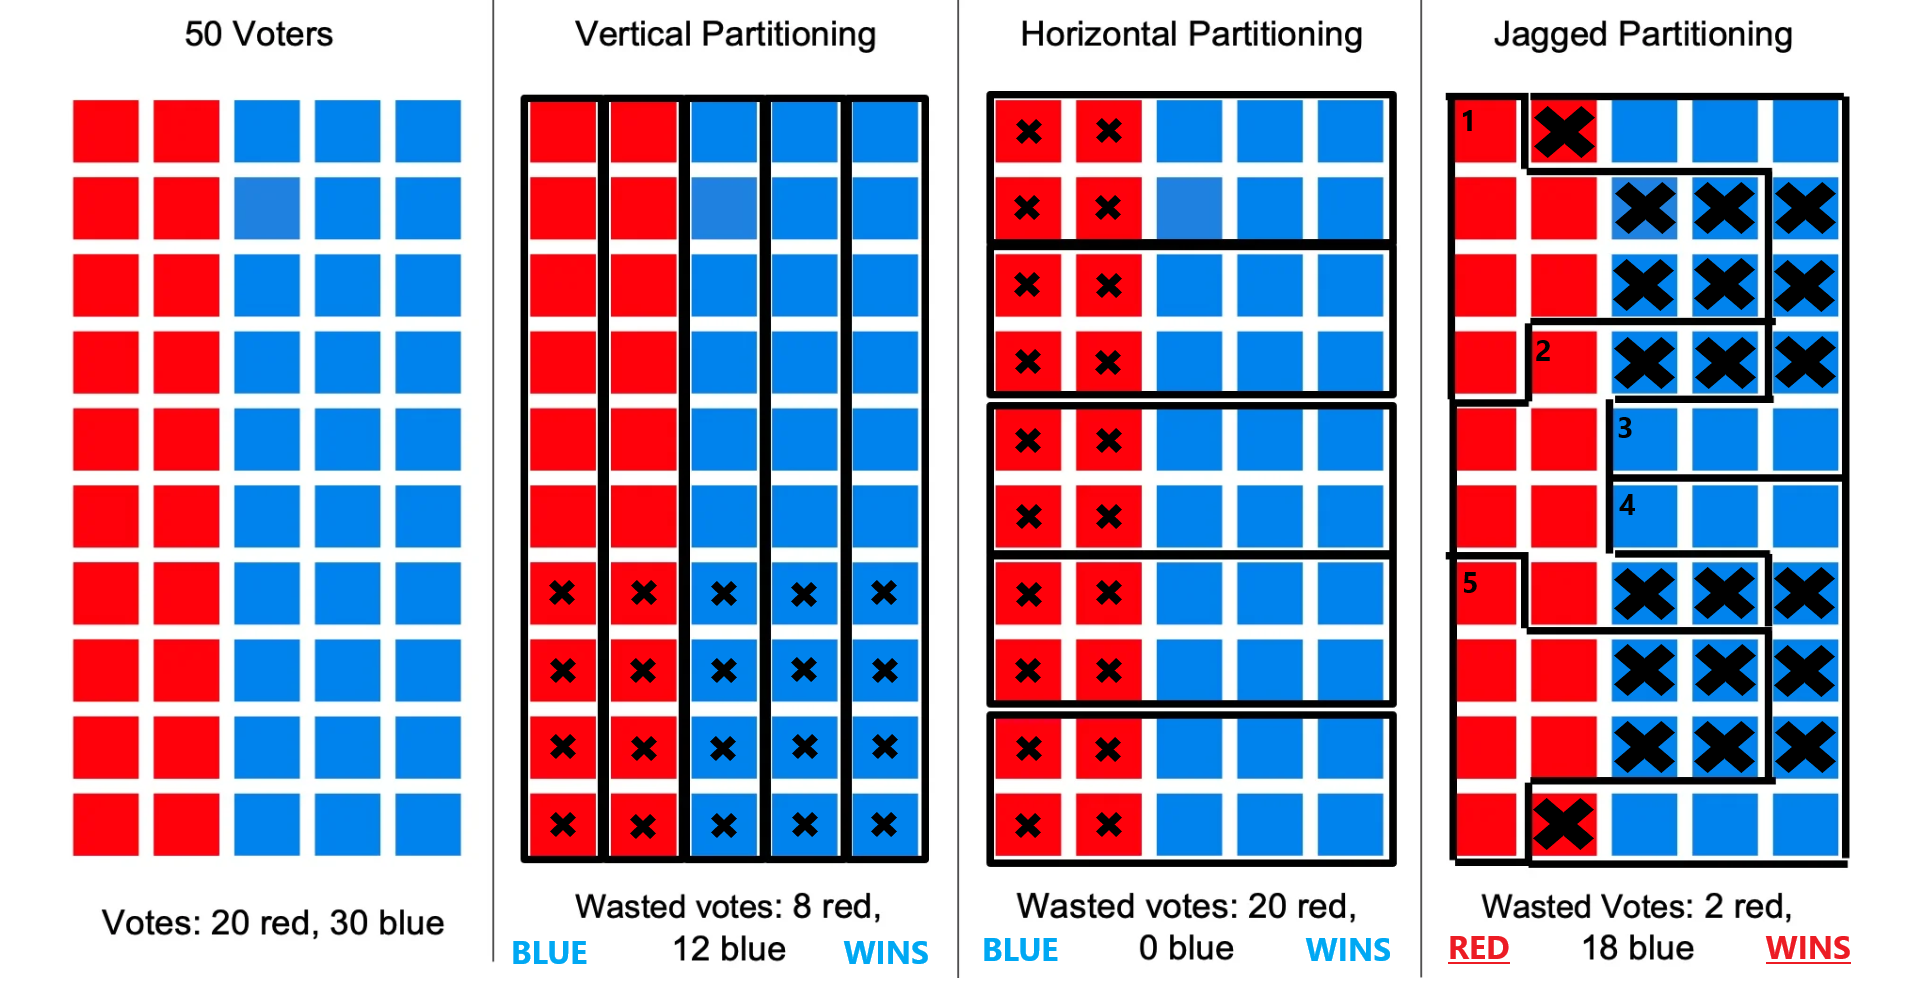 50 Voters
Votes: 20 red, 30 blue
Vertical Partitioning
Wasted votes: 8 red,
BLUE 12 blue WINS
Horizontal Partitioning
Wasted votes: 20 red,
BLUE 0 blue WINS
Jagged Partitioning
1
2
3
4
5
Wasted Votes: 2 red,
RED 18 blue WINS